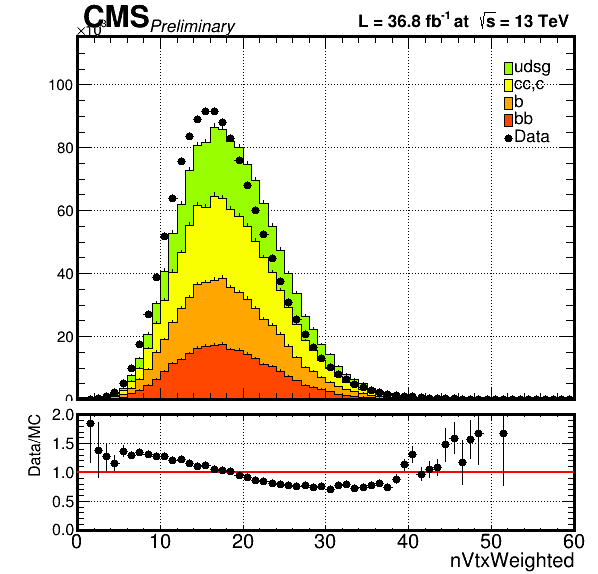 CMS Preliminary L = 36.8 fb⁻¹ at √s = 13 TeV
×10³
100
80
60
40
20
0
udsg
cc,c
b
bb
Data
2.0
1.5
1.0
0.5
0.0
Data/MC
0 10 20 30 40 50 60
nVtxWeighted